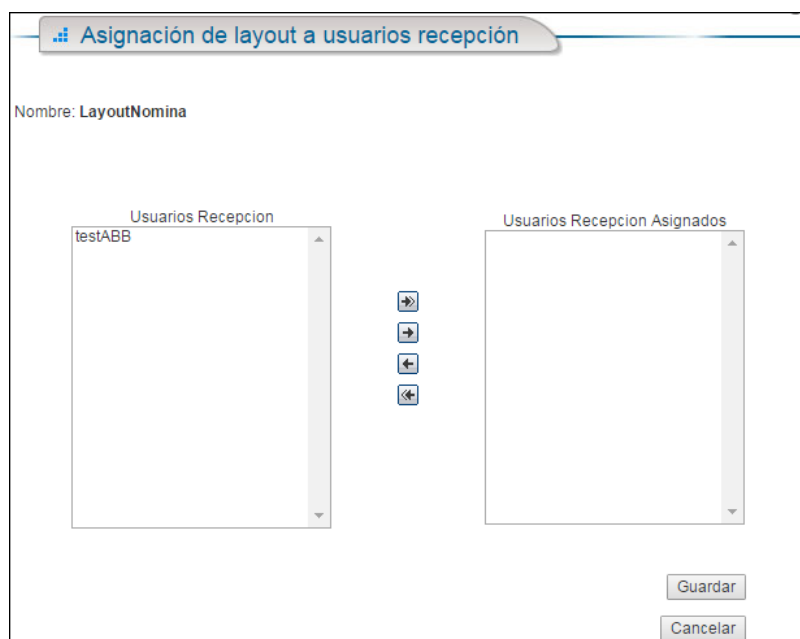 Asignación de layout a usuarios recepción
Nombre: LayoutNomina
Usuarios Recepcion
Usuarios Recepcion Asignados
testABB
Guardar
Cancelar